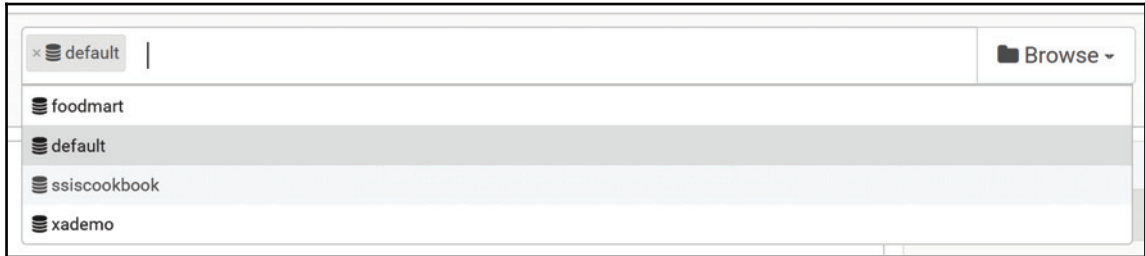 × default Browse
foodmart
default
ssiscookbook
xademo